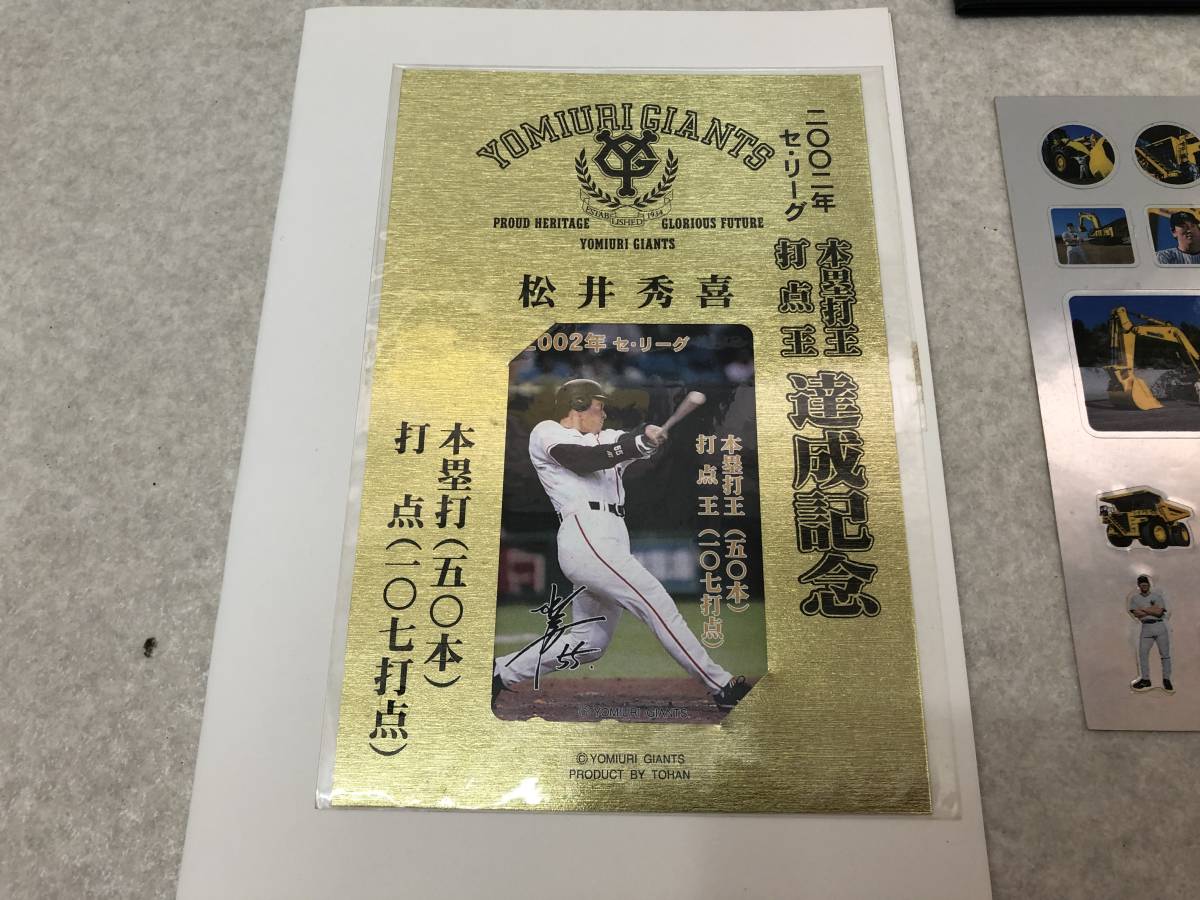 YOMIURI GIANTS
YG
ESTABLISHED 1934
PROUD HERITAGE GLORIOUS FUTURE
YOMIURI GIANTS
二〇〇二年
セ・リーグ
本塁打王
打点王
達成記念
松井秀喜
2002年 セ・リーグ
本塁打王(五〇本)
打点王(一〇七打点)
55.
© YOMIURI GIANTS.
本塁打(五〇本)
打点(一〇七打点)
©YOMIURI GIANTS
PRODUCT BY TOHAN